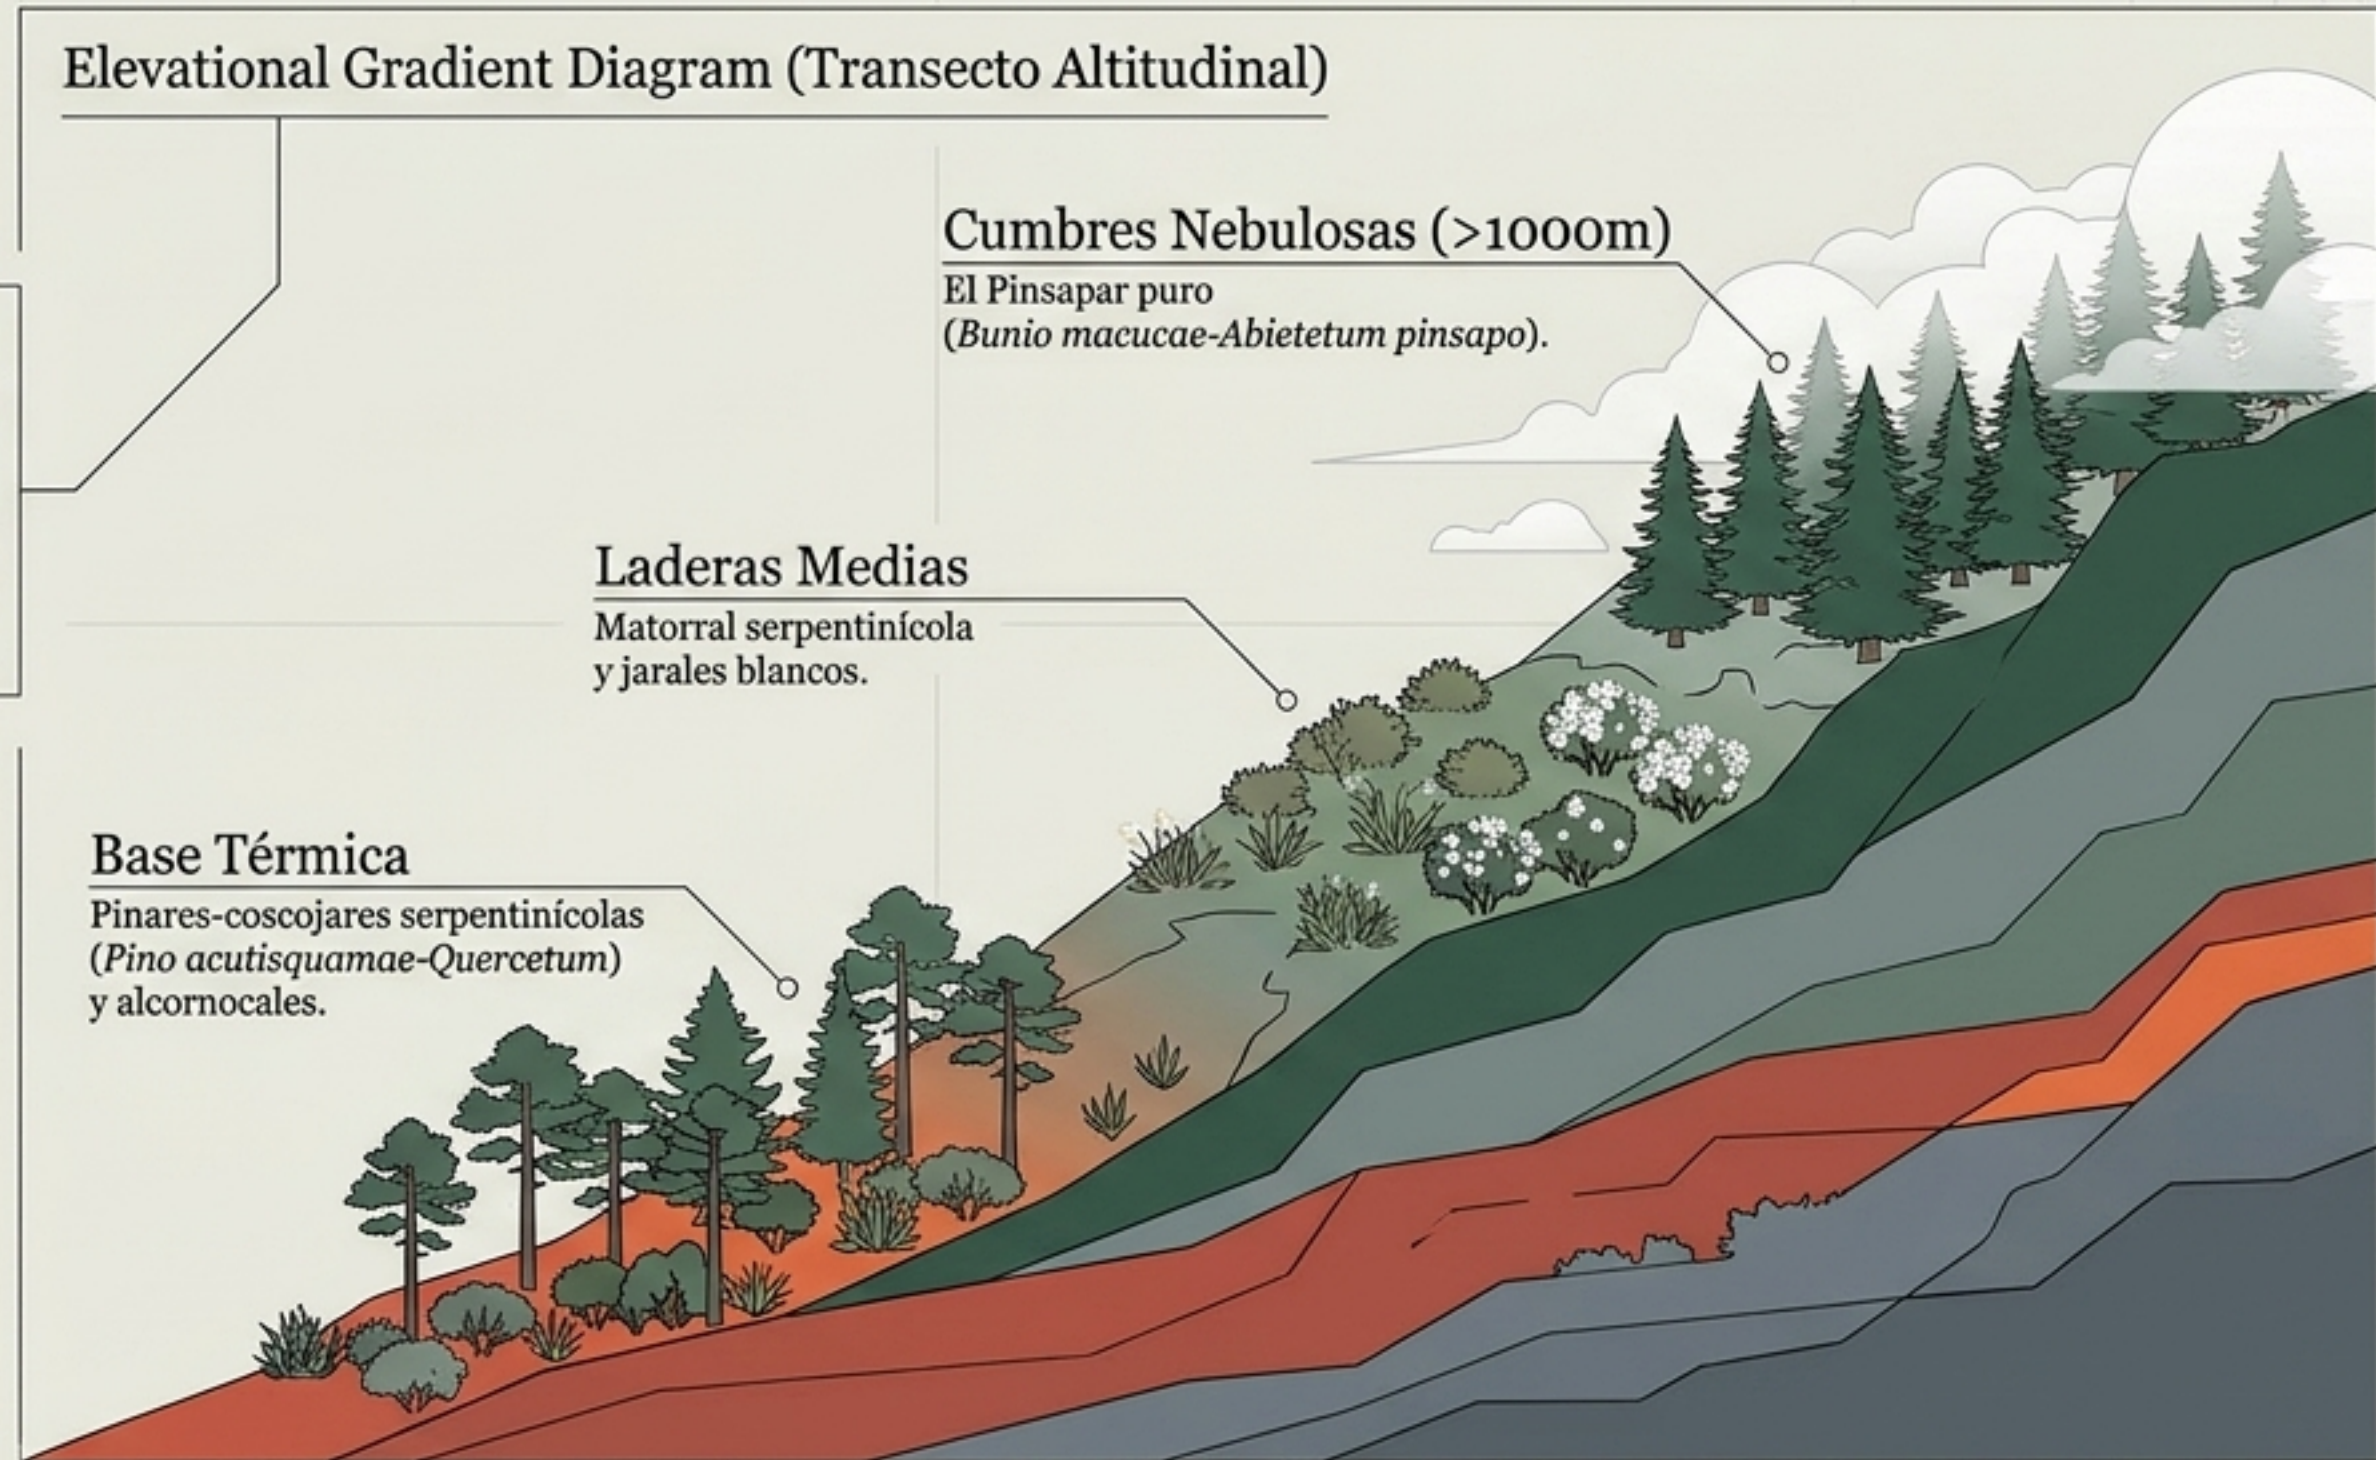 Elevational Gradient Diagram (Transecto Altitudinal)
Cumbres Nebulosas (>1000m)
El Pinsapar puro
(Bunio macucae-Abietetum pinsapo).
Laderas Medias
Matorral serpentinícola
y jarales blancos.
Base Térmica
Pinares-coscojares serpentinícolas
(Pino acutisquamae-Quercetum)
y alcornocales.